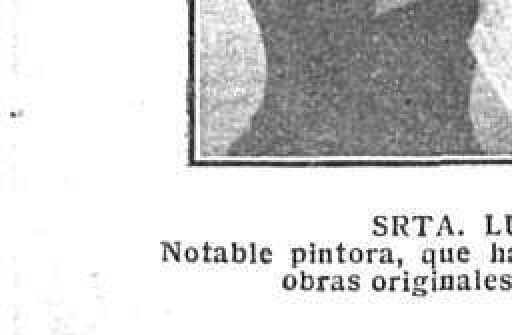 SRTA. LU
Notable pintora, que ha
obras originales